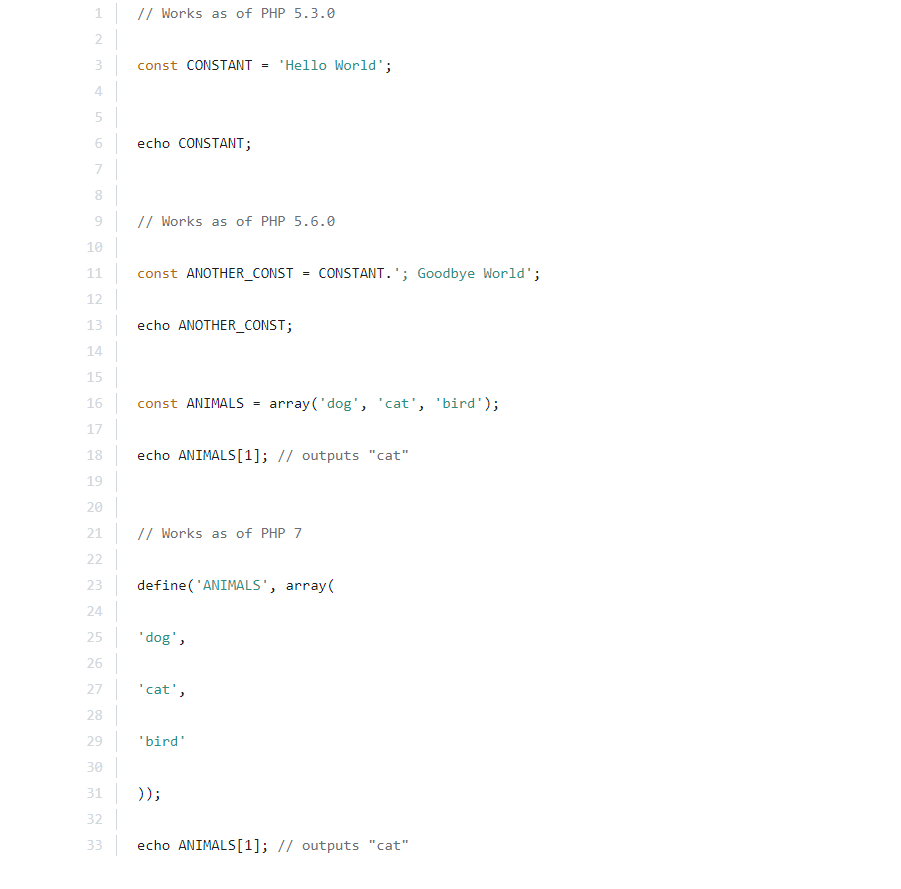 1 // Works as of PHP 5.3.0
2
3 const CONSTANT = 'Hello World';
4
5
6 echo CONSTANT;
7
8
9 // Works as of PHP 5.6.0
10
11 const ANOTHER_CONST = CONSTANT.'; Goodbye World';
12
13 echo ANOTHER_CONST;
14
15
16 const ANIMALS = array('dog', 'cat', 'bird');
17
18 echo ANIMALS[1]; // outputs "cat"
19
20
21 // Works as of PHP 7
22
23 define('ANIMALS', array(
24
25 'dog',
26
27 'cat',
28
29 'bird'
30
31 ));
32
33 echo ANIMALS[1]; // outputs "cat"